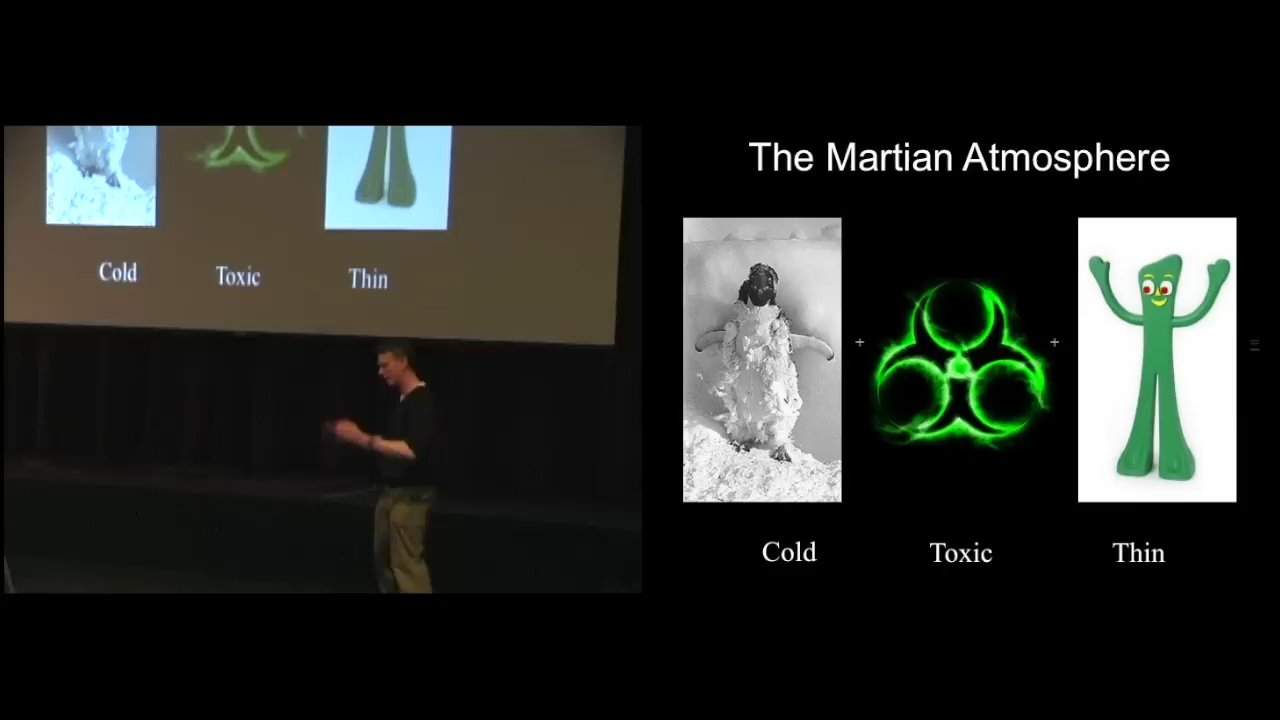 Cold Toxic Thin
The Martian Atmosphere
+ + =
Cold Toxic Thin